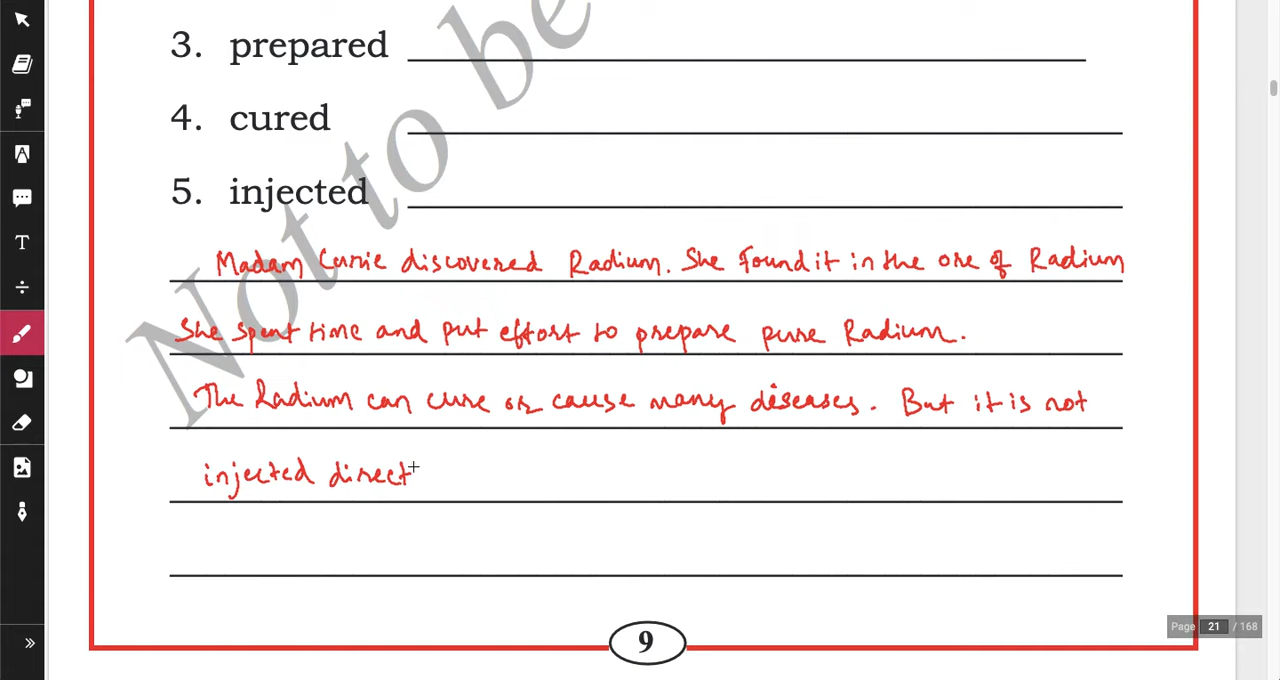 3. prepared
4. cured
5. injected
Not to be
Madam Curie discovered Radium. She found it in the ore of Radium
She spent time and put effort to prepare pure Radium.
The Radium can cure or cause many diseases. But it is not
injected direct
9
Page 21 / 168